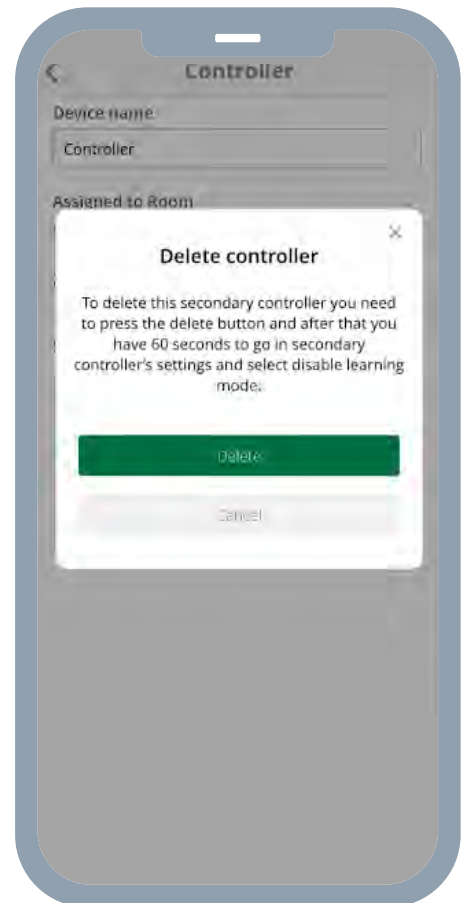 Controller
Device name
Controller
Assigned to Room
Delete controller
To delete this secondary controller you need
to press the delete button and after that you
have 60 seconds to go in secondary
controller's settings and select disable learning
mode.
Delete
Cancel